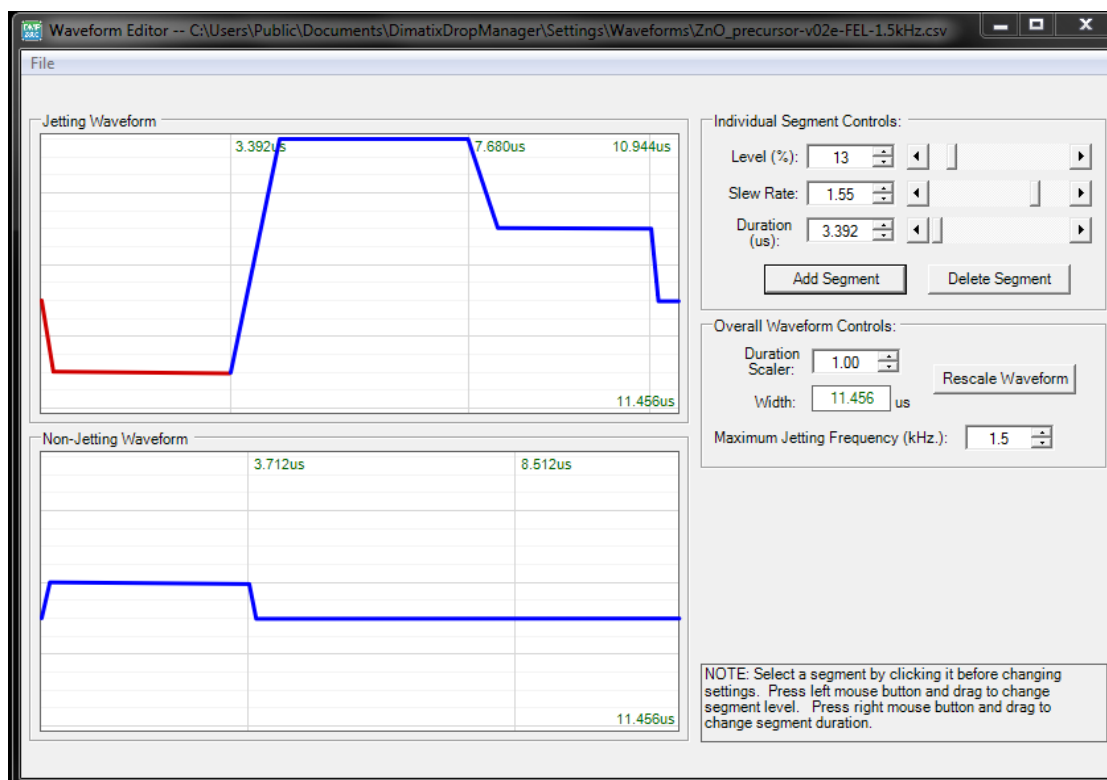 Waveform Editor -- C:\Users\Public\Documents\DimatixDropManager\Settings\Waveforms\ZnO_precursor-v02e-FEL-1.5kHz.csv
File
Jetting Waveform
3.392us
7.680us
10.944us
11.456us
Non-Jetting Waveform
3.712us
8.512us
11.456us
Individual Segment Controls:
Level (%): 13
Slew Rate: 1.55
Duration
(us): 3.392
Add Segment
Delete Segment
Overall Waveform Controls:
Duration
Scaler: 1.00
Rescale Waveform
Width: 11.456 us
Maximum Jetting Frequency (kHz.): 1.5
NOTE: Select a segment by clicking it before changing
settings. Press left mouse button and drag to change
segment level. Press right mouse button and drag to
change segment duration.